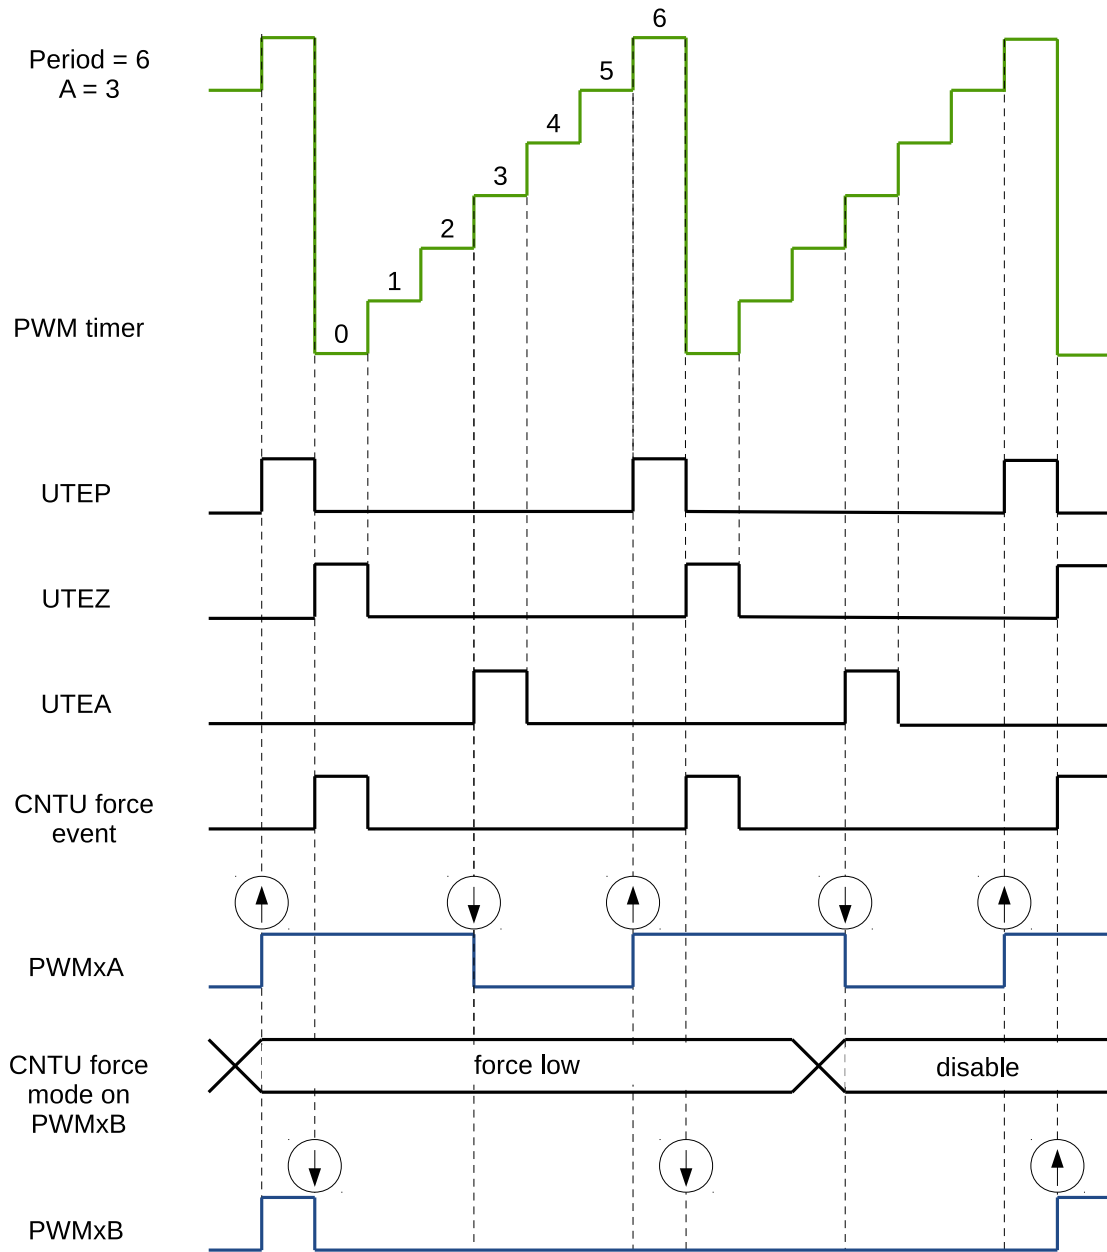 6
Period = 6
A = 3
5
4
3
2
1
0
PWM timer
UTEP
UTEZ
UTEA
CNTU force
event
PWMxA
CNTU force
mode on
PWMxB
force low
disable
PWMxB